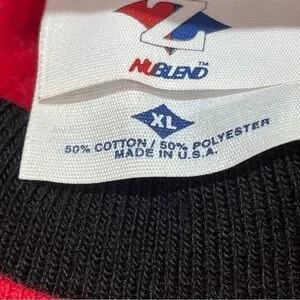 Z
NUBLEND
XL
50% COTTON / 50% POLYESTER
MADE IN U.S.A.